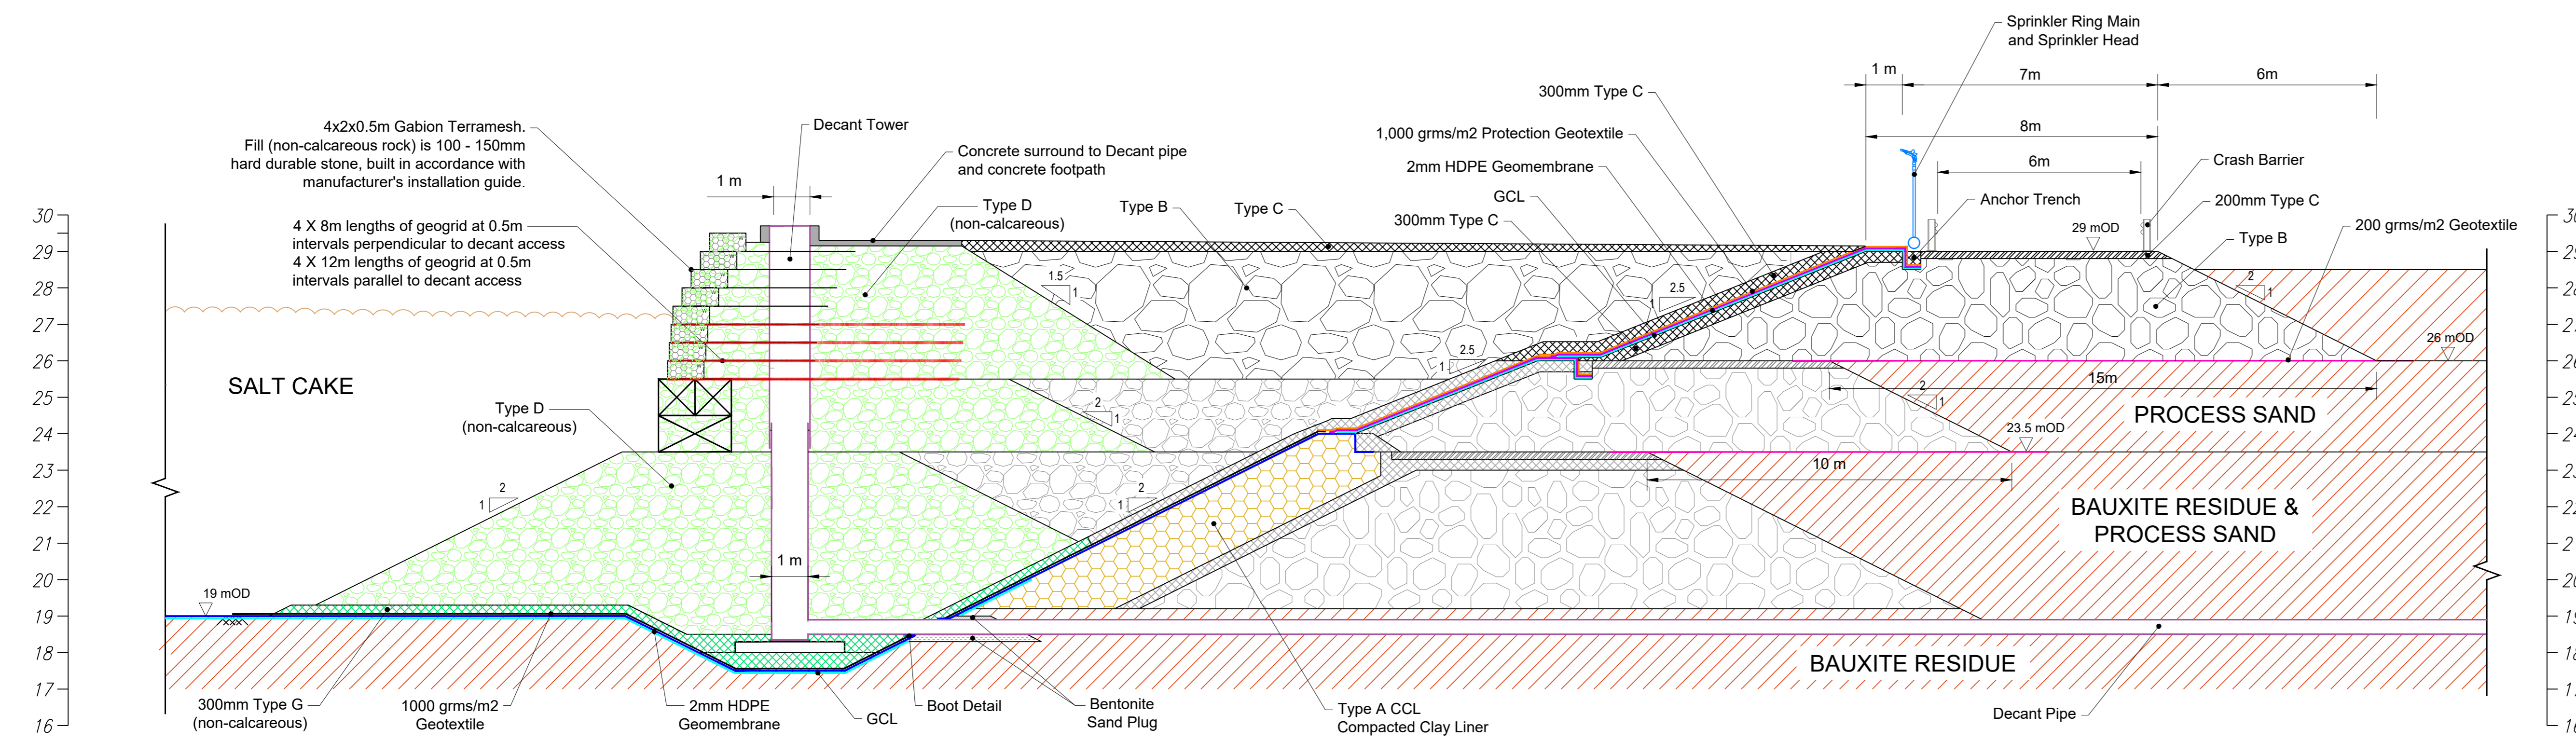 Sprinkler Ring Main
and Sprinkler Head
1 m
7m
6m
300mm Type C
8m
4x2x0.5m Gabion Terramesh.
Fill (non-calcareous rock) is 100 - 150mm
hard durable stone, built in accordance with
manufacturer's installation guide.
Decant Tower
1,000 grms/m2 Protection Geotextile
Concrete surround to Decant pipe
and concrete footpath
6m
Crash Barrier
2mm HDPE Geomembrane
1 m
GCL
Anchor Trench
200mm Type C
Type D
(non-calcareous)
Type B
Type C
300mm Type C
4 X 8m lengths of geogrid at 0.5m
intervals perpendicular to decant access
4 X 12m lengths of geogrid at 0.5m
intervals parallel to decant access
29 mOD
200 grms/m2 Geotextile
Type B
30
29
28
27
26
25
24
23
22
21
20
19
18
17
16
1.5
1
2.5
1
2
1
2.5
1
26 mOD
SALT CAKE
15m
2
1
2
1
PROCESS SAND
Type D
(non-calcareous)
23.5 mOD
10 m
2
1
2
1
BAUXITE RESIDUE &
PROCESS SAND
1 m
19 mOD
BAUXITE RESIDUE
300mm Type G
(non-calcareous)
1000 grms/m2
Geotextile
2mm HDPE
Geomembrane
GCL
Boot Detail
Bentonite
Sand Plug
Type A CCL
Compacted Clay Liner
Decant Pipe